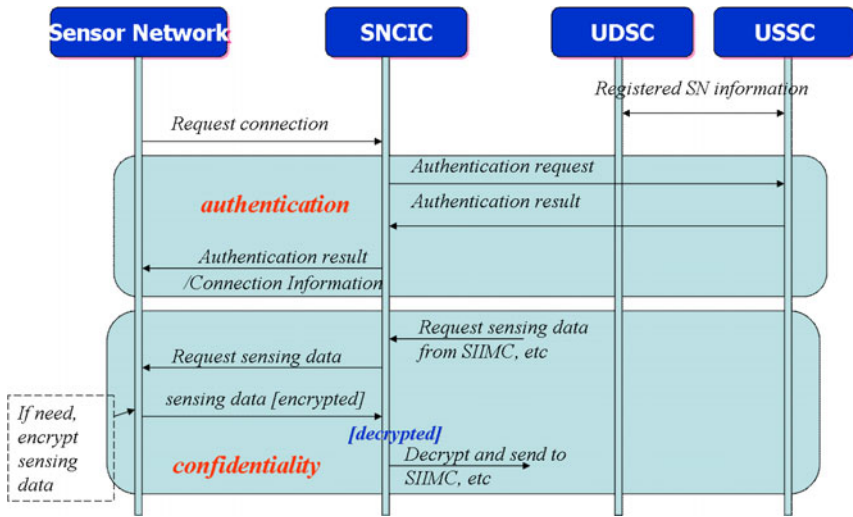 Sensor Network
SNCIC
UDSC
USSC
Registered SN information
Request connection
Authentication request
authentication
Authentication result
Authentication result
/Connection Information
Request sensing data
from SIIMC, etc
Request sensing data
sensing data [encrypted]
If need,
encrypt
sensing
data
[decrypted]
confidentiality
Decrypt and send to
SIIMC, etc